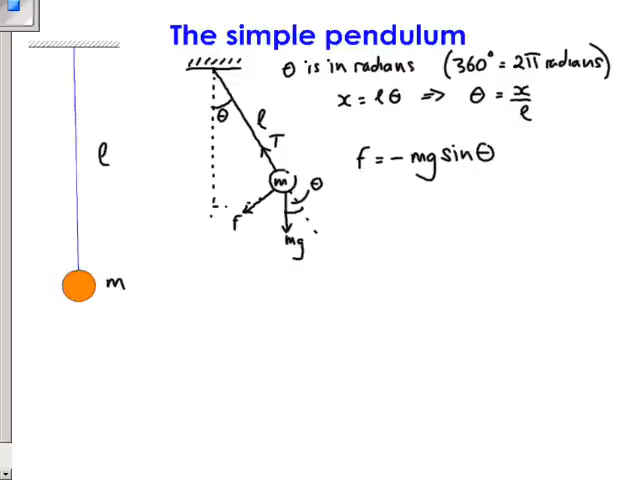 The simple pendulum
θ is in radians (360° = 2π radians)
x = lθ ⇒ θ = x/l
θ
l
T
l
f = - mg sinθ
m
θ
f
mg
m